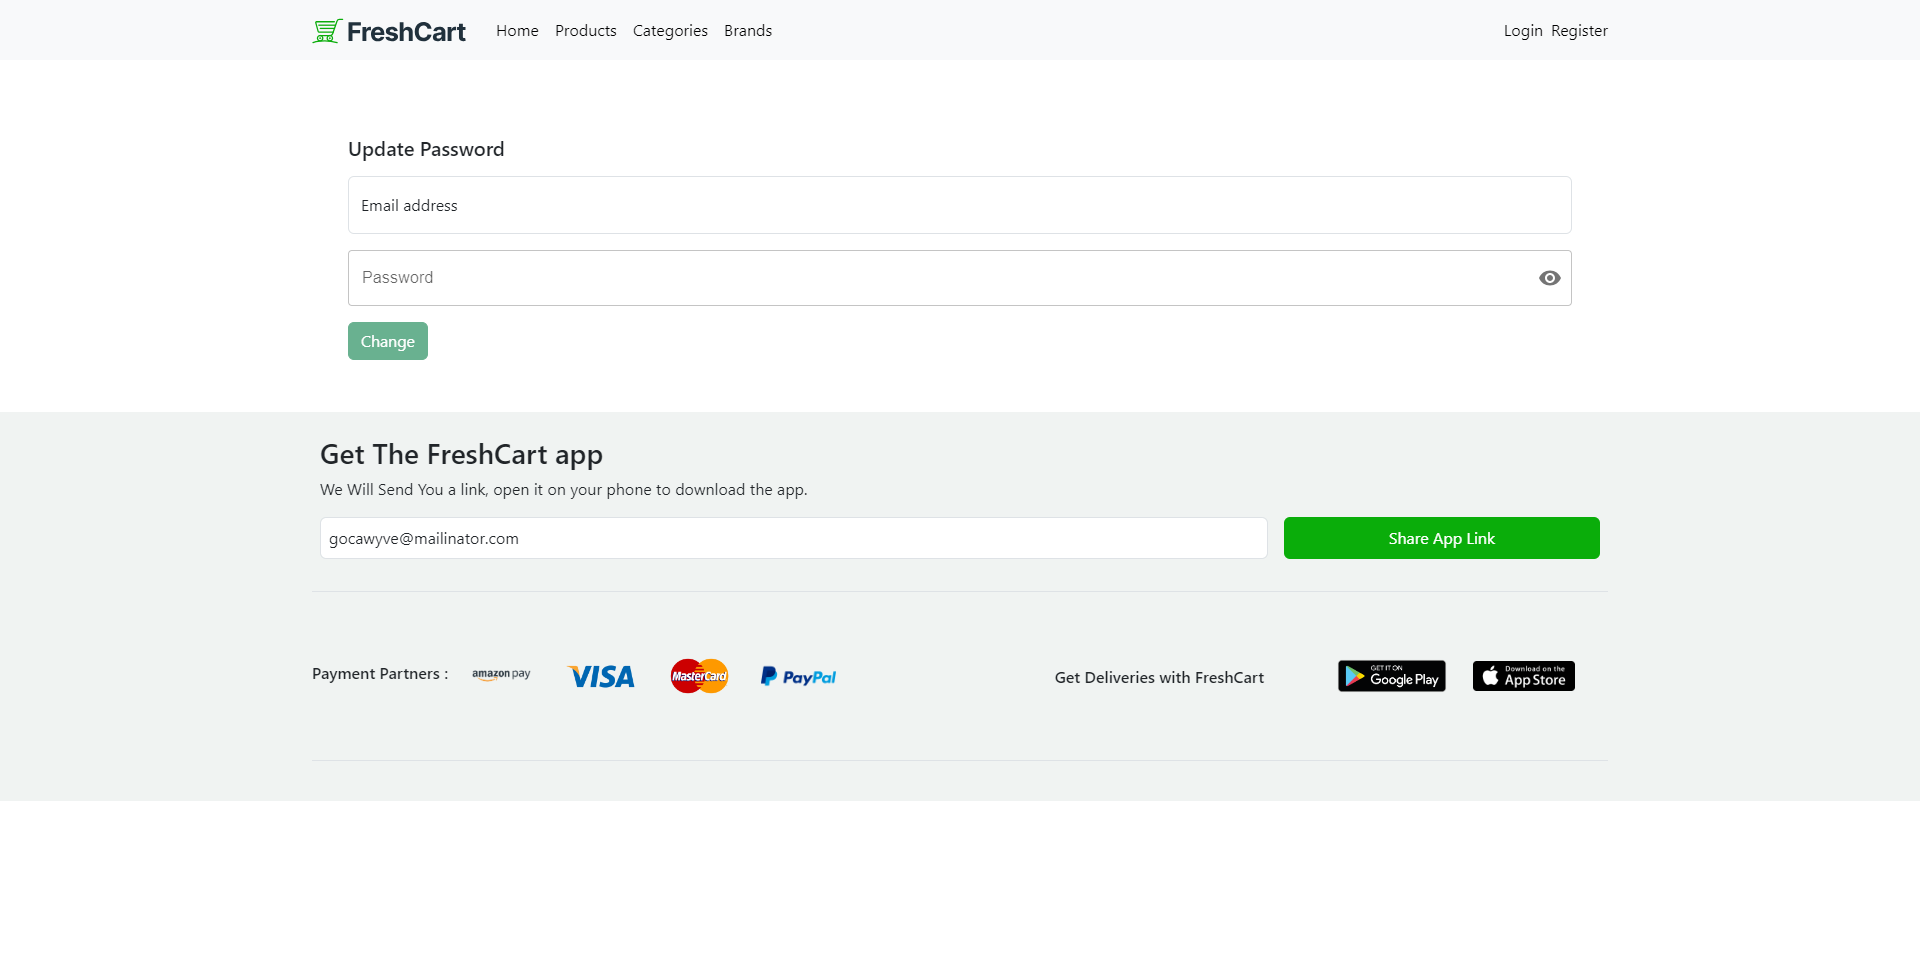 FreshCart Home Products Categories Brands Login Register
Update Password
Email address
Password
Change
Get The FreshCart app
We Will Send You a link, open it on your phone to download the app.
gocawyve@mailinator.com Share App Link
Payment Partners : amazon pay VISA MasterCard PayPal Get Deliveries with FreshCart GET IT ON Google Play Download on the App Store